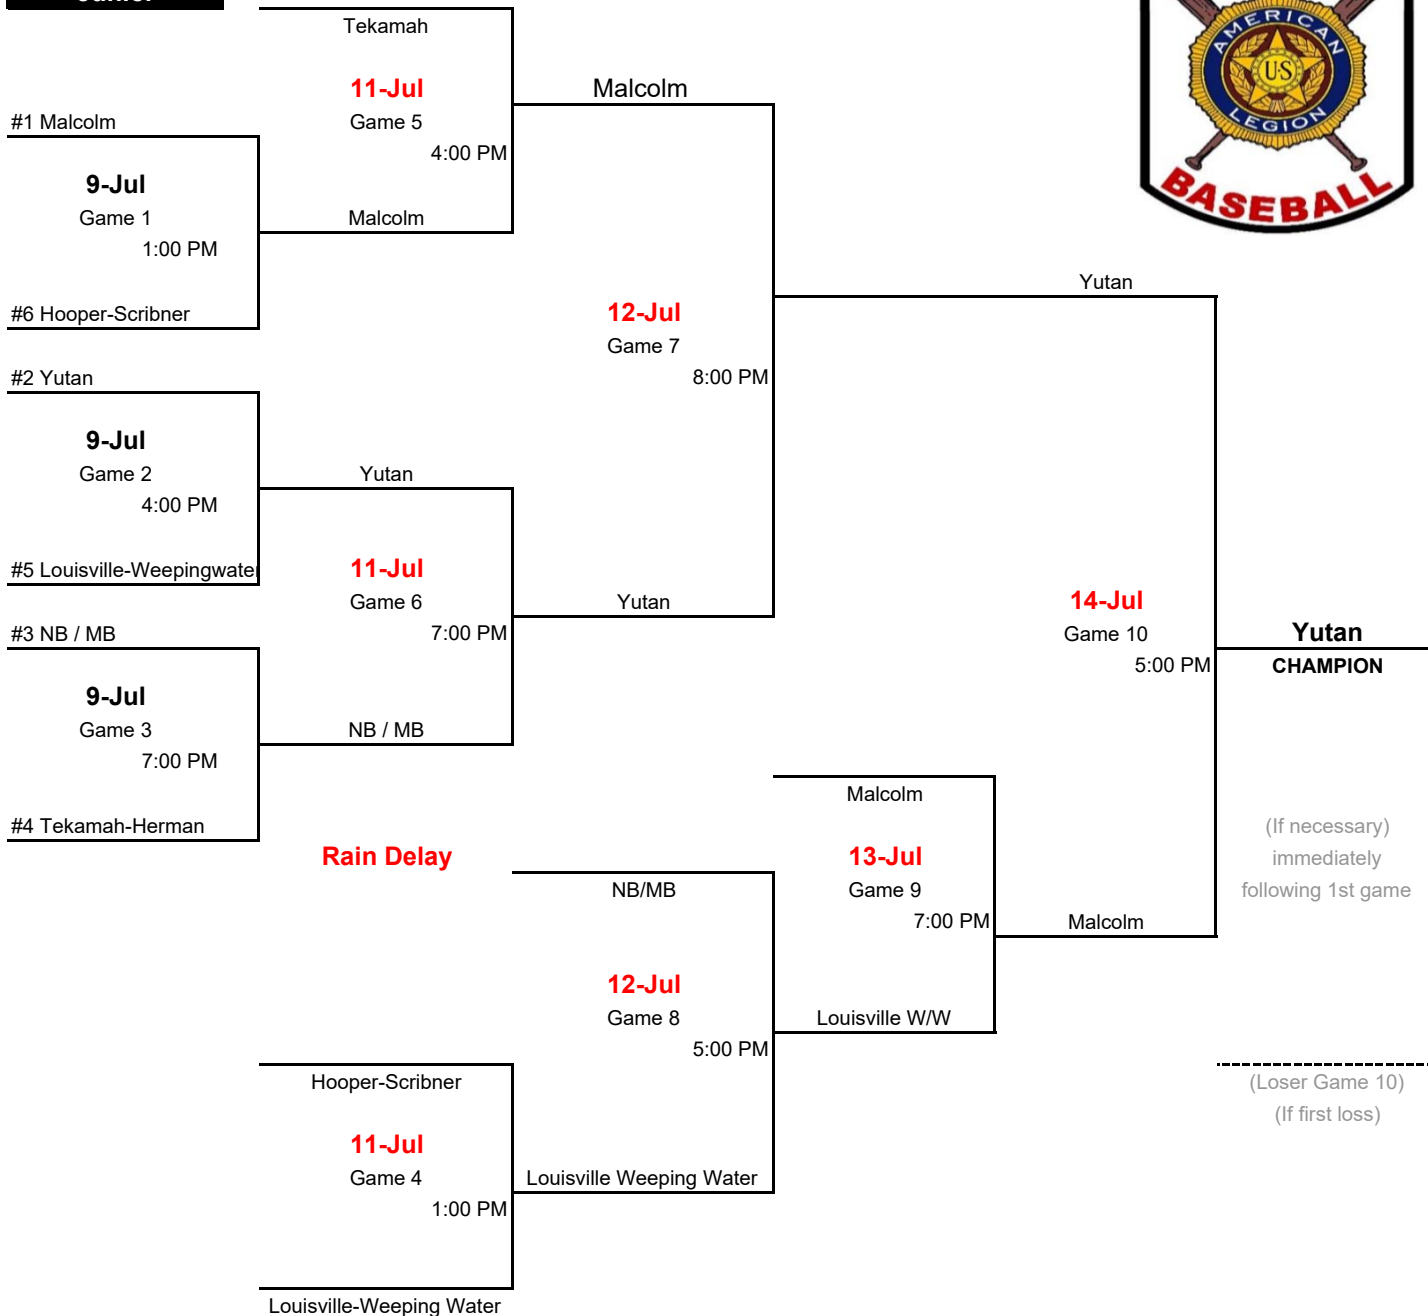 Tekamah
11-Jul
Game 5
4:00 PM
Malcolm
#1 Malcolm
9-Jul
Game 1
1:00 PM
Malcolm
#6 Hooper-Scribner
AMERICAN
U·S
LEGION
BASEBALL
Yutan
12-Jul
Game 7
8:00 PM
#2 Yutan
9-Jul
Game 2
4:00 PM
Yutan
#5 Louisville-Weepingwater
11-Jul
Game 6
7:00 PM
Yutan
14-Jul
Game 10
5:00 PM
Yutan
CHAMPION
#3 NB / MB
9-Jul
Game 3
7:00 PM
NB / MB
#4 Tekamah-Herman
Rain Delay
Malcolm
13-Jul
Game 9
7:00 PM
Malcolm
(If necessary)
immediately
following 1st game
NB/MB
12-Jul
Game 8
5:00 PM
Louisville W/W
Hooper-Scribner
11-Jul
Game 4
1:00 PM
Louisville Weeping Water
(Loser Game 10)
(If first loss)
Louisville-Weeping Water